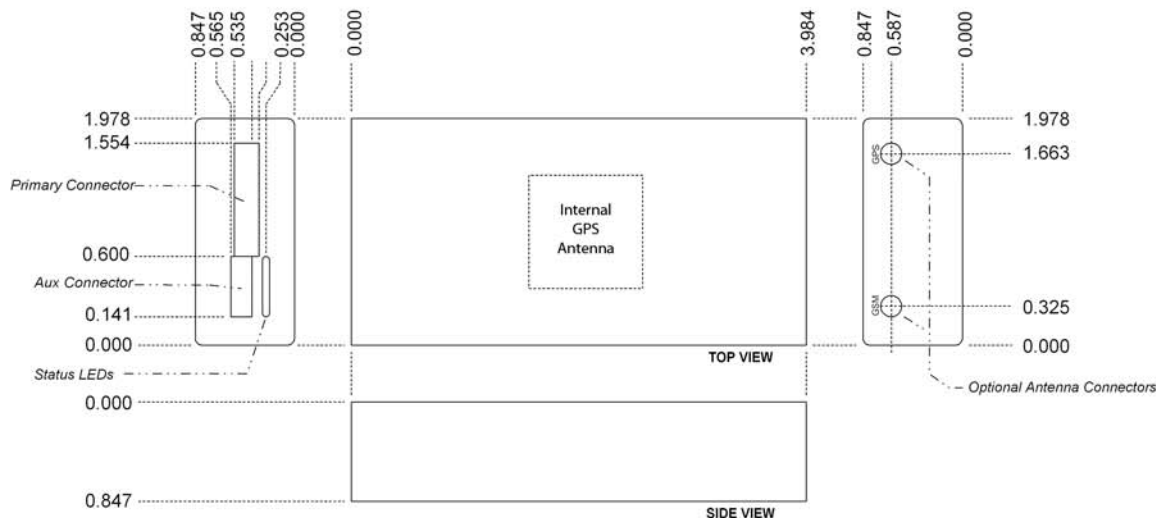 0.847
0.565
0.535
0.253
0.000
0.000
3.984
0.847
0.587
0.000
1.978
1.554
Primary Connector
0.600
Aux Connector
0.141
0.000
Status LEDs
Internal
GPS
Antenna
TOP VIEW
GPS
GSM
1.978
1.663
0.325
0.000
Optional Antenna Connectors
0.000
0.847
SIDE VIEW